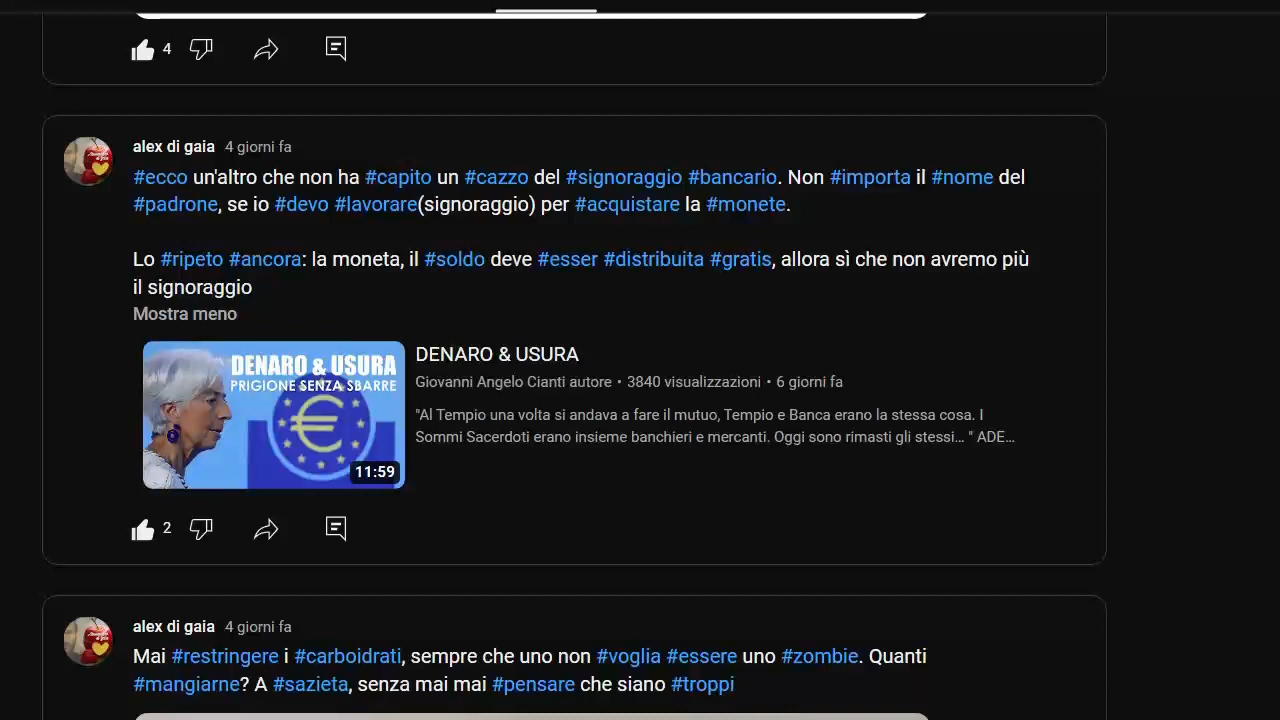 4
alex di gaia 4 giorni fa
#ecco un'altro che non ha #capito un #cazzo del #signoraggio #bancario. Non #importa il #nome del
#padrone, se io #devo #lavorare(signoraggio) per #acquistare la #monete.
Lo #ripeto #ancora: la moneta, il #soldo deve #esser #distribuita #gratis, allora sì che non avremo più
il signoraggio
Mostra meno
DENARO & USURA
PRIGIONE SENZA SBARRE
11:59
DENARO & USURA
Giovanni Angelo Cianti autore • 3840 visualizzazioni • 6 giorni fa
"Al Tempio una volta si andava a fare il mutuo, Tempio e Banca erano la stessa cosa. I
Sommi Sacerdoti erano insieme banchieri e mercanti. Oggi sono rimasti gli stessi... " ADE...
2
alex di gaia 4 giorni fa
Mai #restringere i #carboidrati, sempre che uno non #voglia #essere uno #zombie. Quanti
#mangiarne? A #sazieta, senza mai mai #pensare che siano #troppi